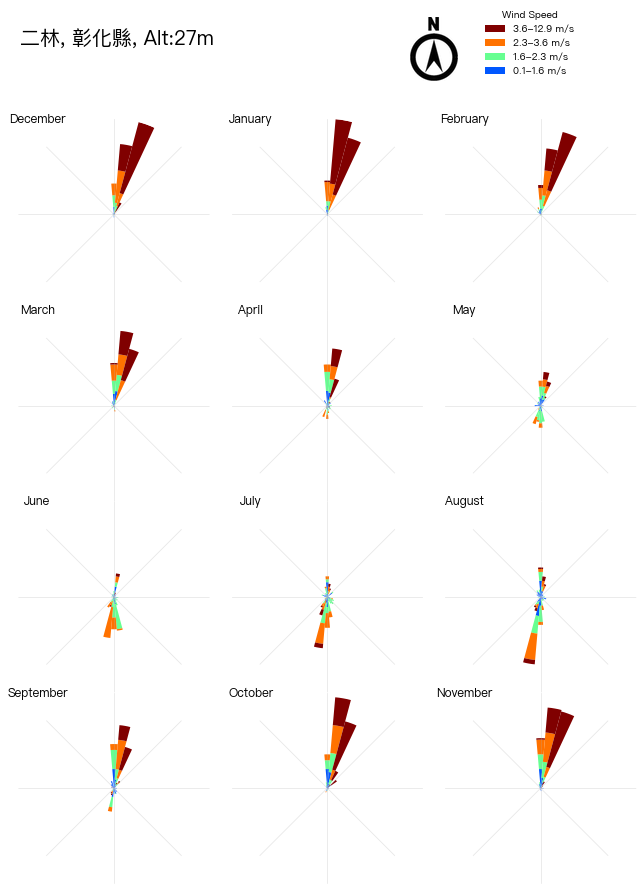 二林, 彰化縣, Alt:27m
N
Wind Speed
3.6–12.9 m/s
2.3–3.6 m/s
1.6–2.3 m/s
0.1–1.6 m/s
December
January
February
March
April
May
June
July
August
September
October
November